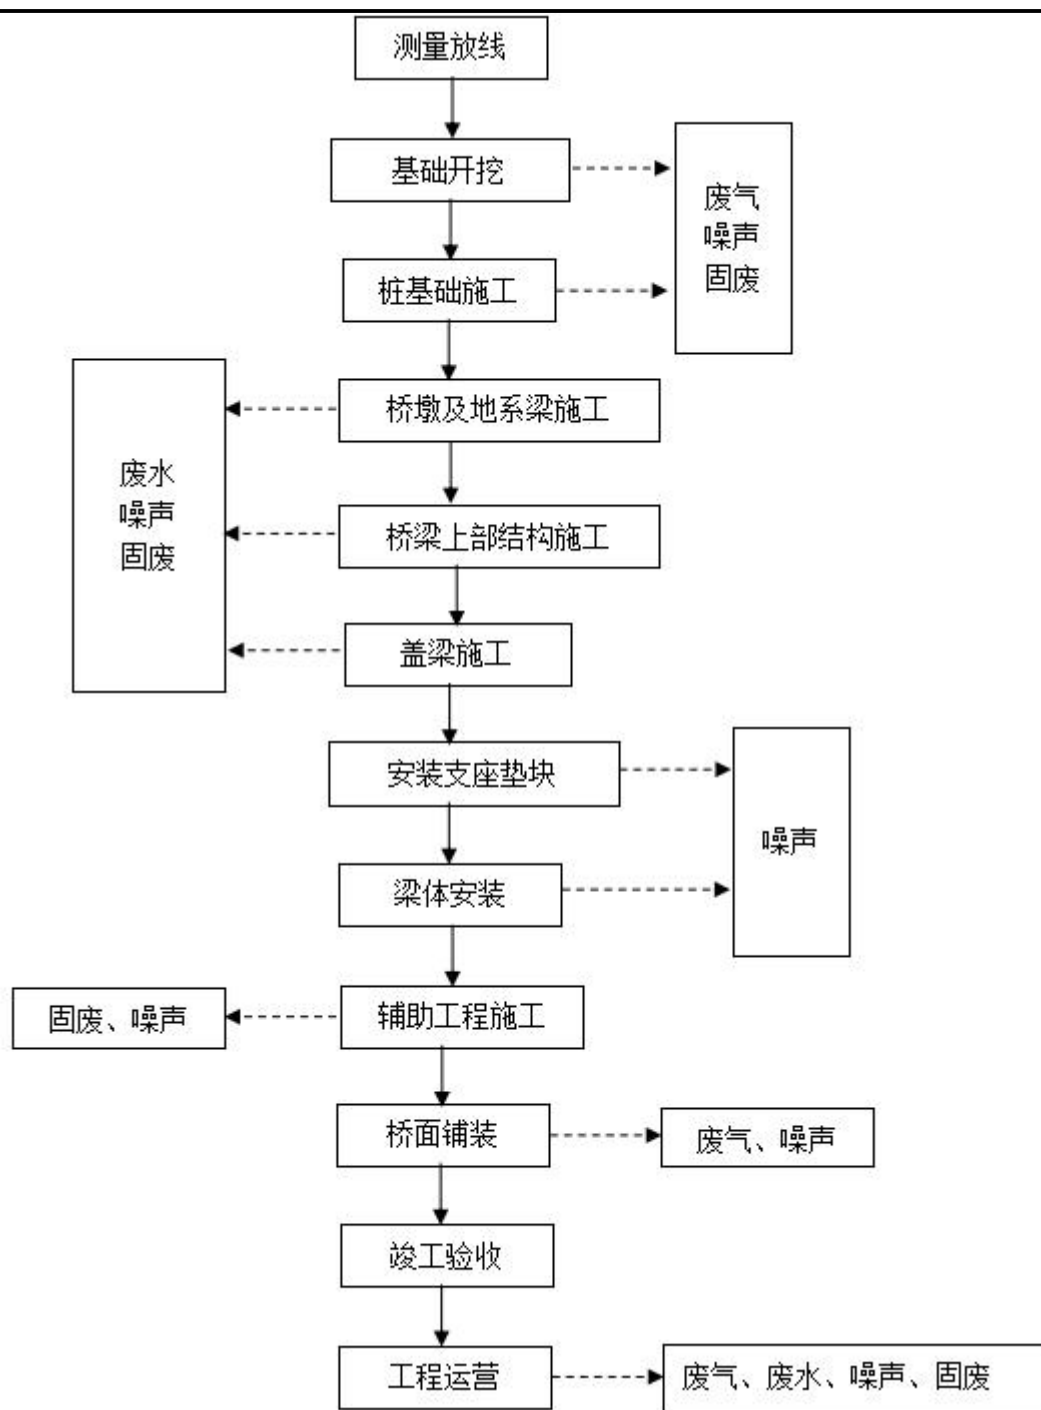 测量放线
基础开挖
废气
噪声
固废
桩基础施工
桥墩及地系梁施工
废水
噪声
固废
桥梁上部结构施工
盖梁施工
安装支座垫块
噪声
梁体安装
固废、噪声
辅助工程施工
桥面铺装
废气、噪声
竣工验收
工程运营
废气、废水、噪声、固废